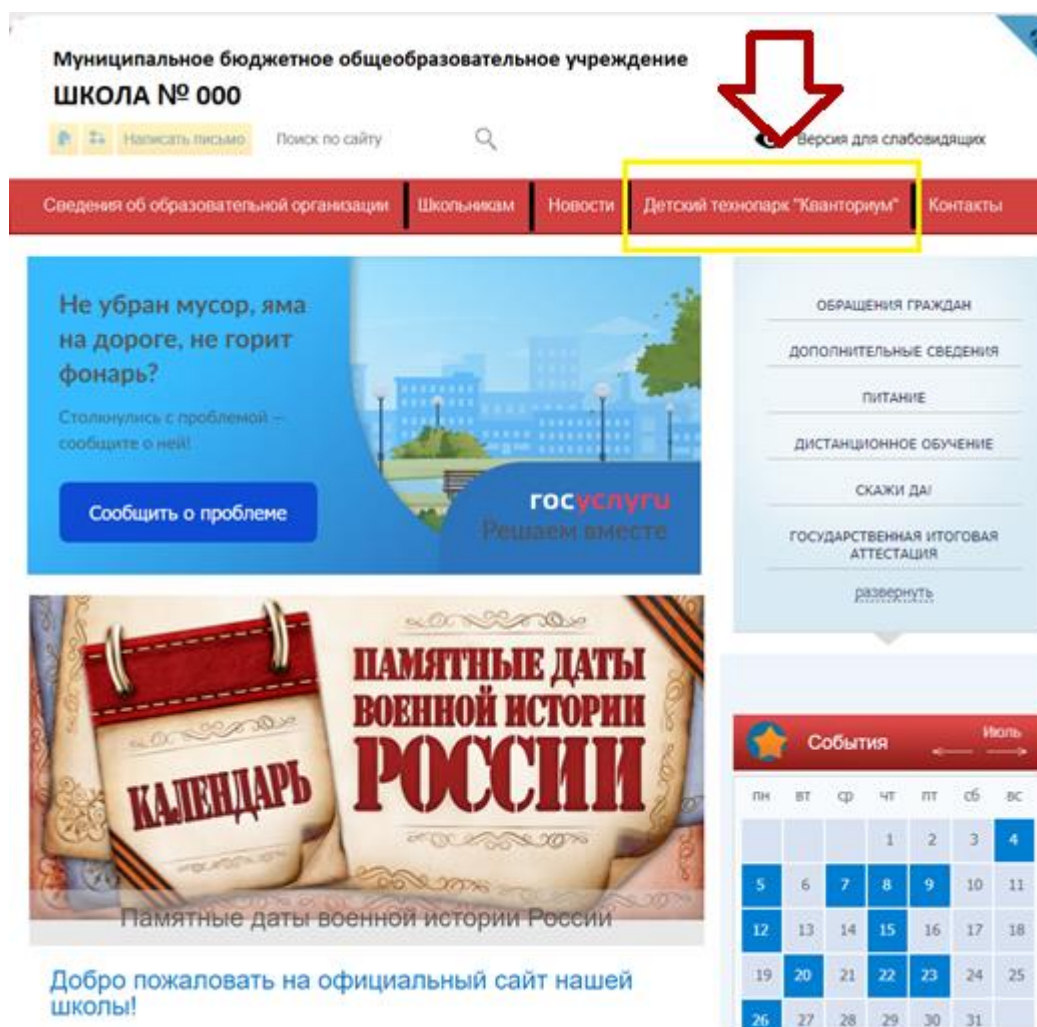 Муниципальное бюджетное общеобразовательное учреждение
ШКОЛА № 000
Написать письмо Поиск по сайту Версия для слабовидящих
Сведения об образовательной организации Школьникам Новости Детский технопарк "Кванториум" Контакты
Не убран мусор, яма
на дороге, не горит
фонарь?
Столкнулись с проблемой —
сообщите о ней!
Сообщить о проблеме
госуслуги
Решаем вместе
ОБРАЩЕНИЯ ГРАЖДАН
ДОПОЛНИТЕЛЬНЫЕ СВЕДЕНИЯ
ПИТАНИЕ
ДИСТАНЦИОННОЕ ОБУЧЕНИЕ
СКАЖИ ДА!
ГОСУДАРСТВЕННАЯ ИТОГОВАЯ
АТТЕСТАЦИЯ
развернуть
КАЛЕНДАРЬ
ПАМЯТНЫЕ ДАТЫ
ВОЕННОЙ ИСТОРИИ
РОССИИ
Памятные даты военной истории России
Добро пожаловать на официальный сайт нашей
школы!
События Июль
пн вт ср чт пт сб вс
1 2 3 4
5 6 7 8 9 10 11
12 13 14 15 16 17 18
19 20 21 22 23 24 25
26 27 28 29 30 31